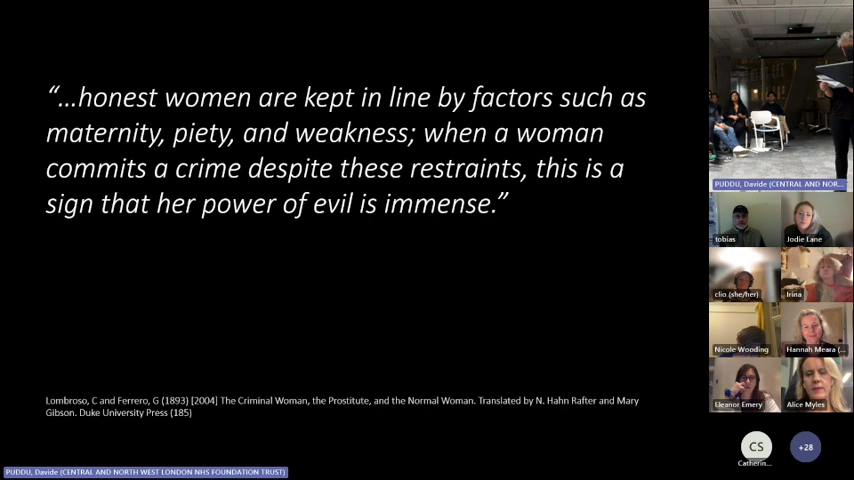 “...honest women are kept in line by factors such as
maternity, piety, and weakness; when a woman
commits a crime despite these restraints, this is a
sign that her power of evil is immense.”
Lombroso, C and Ferrero, G (1893) [2004] The Criminal Woman, the Prostitute, and the Normal Woman. Translated by N. Hahn Rafter and Mary
Gibson. Duke University Press (185)
PUDDU, Davide (CENTRAL AND NORTH WEST LONDON NHS FOUNDATION TRUST)
PUDDU, Davide (CENTRAL AND NOR...
tobias
Jodie Lane
clio (she/her)
Irina
Nicole Wooding
Hannah Meara (...
Eleanor Emery
Alice Myles
CS
Catherin...
+28